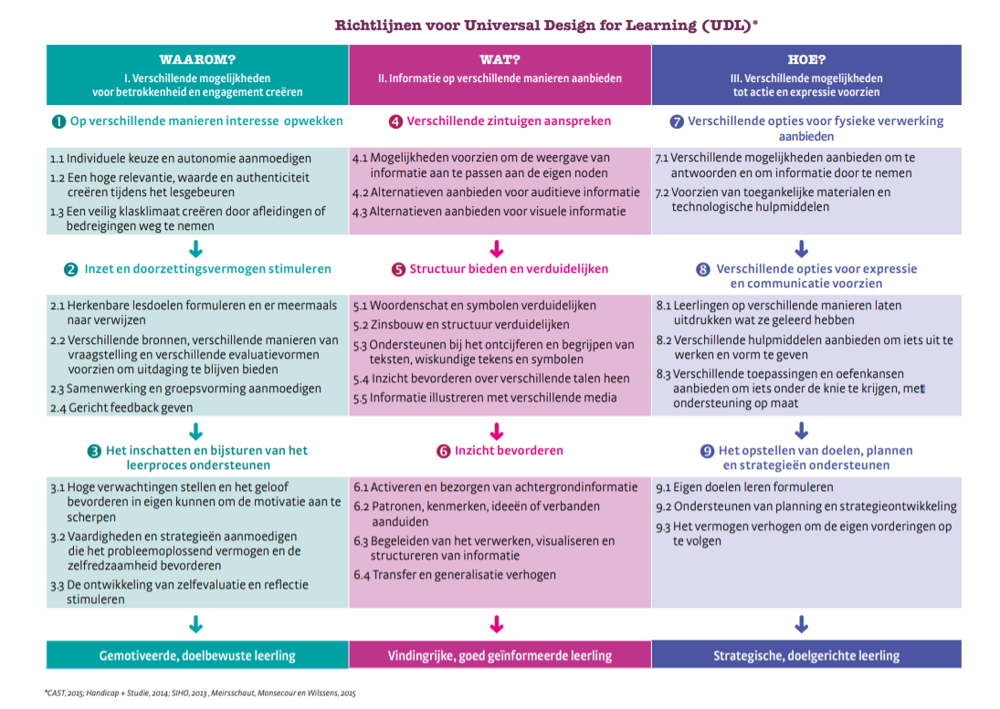 Richtlijnen voor Universal Design for Learning (UDL)*
WAAROM?
I. Verschillende mogelijkheden
voor betrokkenheid en engagement creëren
❶ Op verschillende manieren interesse opwekken
1.1 Individuele keuze en autonomie aanmoedigen
1.2 Een hoge relevantie, waarde en authenticiteit
creëren tijdens het lesgebeuren
1.3 Een veilig klasklimaat creëren door afleidingen of
bedreigingen weg te nemen
❷ Inzet en doorzettingsvermogen stimuleren
2.1 Herkenbare lesdoelen formuleren en er meermaals
naar verwijzen
2.2 Verschillende bronnen, verschillende manieren van
vraagstelling en verschillende evaluatievormen
voorzien om uitdaging te blijven bieden
2.3 Samenwerking en groepsvorming aanmoedigen
2.4 Gericht feedback geven
❸ Het inschatten en bijsturen van het
leerproces ondersteunen
3.1 Hoge verwachtingen stellen en het geloof
bevorderen in eigen kunnen om de motivatie aan te
scherpen
3.2 Vaardigheden en strategieën aanmoedigen
die het probleemoplossend vermogen en de
zelfredzaamheid bevorderen
3.3 De ontwikkeling van zelfevaluatie en reflectie
stimuleren
Gemotiveerde, doelbewuste leerling
WAT?
II. Informatie op verschillende manieren aanbieden
❹ Verschillende zintuigen aanspreken
4.1 Mogelijkheden voorzien om de weergave van
informatie aan te passen aan de eigen noden
4.2 Alternatieven aanbieden voor auditieve informatie
4.3 Alternatieven aanbieden voor visuele informatie
❺ Structuur bieden en verduidelijken
5.1 Woordenschat en symbolen verduidelijken
5.2 Zinsbouw en structuur verduidelijken
5.3 Ondersteunen bij het ontcijferen en begrijpen van
teksten, wiskundige tekens en symbolen
5.4 Inzicht bevorderen over verschillende talen heen
5.5 Informatie illustreren met verschillende media
❻ Inzicht bevorderen
6.1 Activeren en bezorgen van achtergrondinformatie
6.2 Patronen, kenmerken, ideeën of verbanden
aanduiden
6.3 Begeleiden van het verwerken, visualiseren en
structureren van informatie
6.4 Transfer en generalisatie verhogen
Vindingrijke, goed geïnformeerde leerling
HOE?
III. Verschillende mogelijkheden
tot actie en expressie voorzien
❼ Verschillende opties voor fysieke verwerking
aanbieden
7.1 Verschillende mogelijkheden aanbieden om te
antwoorden en om informatie door te nemen
7.2 Voorzien van toegankelijke materialen en
technologische hulpmiddelen
❽ Verschillende opties voor expressie
en communicatie voorzien
8.1 Leerlingen op verschillende manieren laten
uitdrukken wat ze geleerd hebben
8.2 Verschillende hulpmiddelen aanbieden om iets uit te
werken en vorm te geven
8.3 Verschillende toepassingen en oefenkansen
aanbieden om iets onder de knie te krijgen, met
ondersteuning op maat
❾ Het opstellen van doelen, plannen
en strategieën ondersteunen
9.1 Eigen doelen leren formuleren
9.2 Ondersteunen van planning en strategieontwikkeling
9.3 Het vermogen verhogen om de eigen vorderingen op
te volgen
Strategische, doelgerichte leerling
*CAST, 2015; Handicap + Studie, 2014; SIHO, 2013, Meirsschaut, Monsecour en Wilssens, 2015